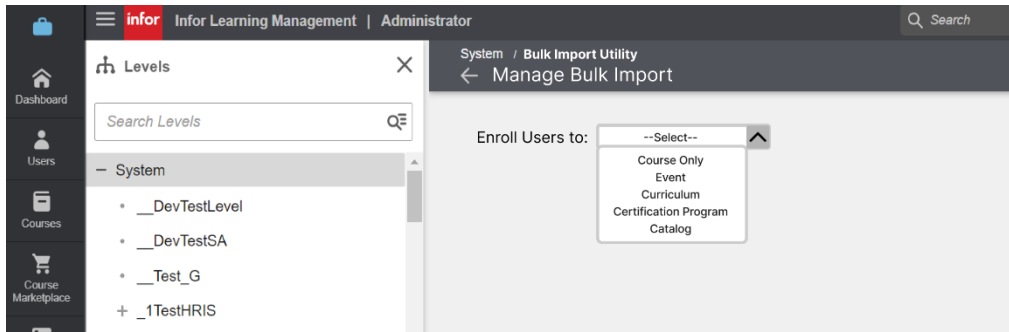 infor Infor Learning Management | Administrator
Search
Dashboard
Users
Courses
Course
Marketplace
Levels
Search Levels
System
__DevTestLevel
__DevTestSA
__Test_G
_1TestHRIS
System / Bulk Import Utility
Manage Bulk Import
Enroll Users to: --Select--
Course Only
Event
Curriculum
Certification Program
Catalog